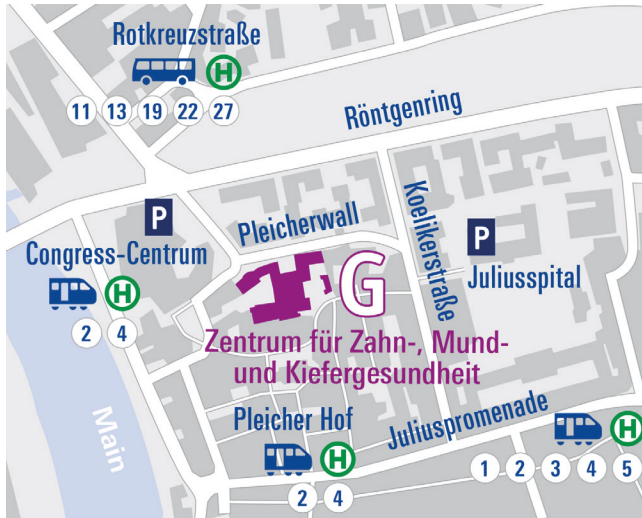 Rotkreuzstraße
H
11 13 19 22 27
Röntgenring
P
Pleicherwall
Koelikerstraße
P
Congress-Centrum
Juliusspital
H
G
2 4
Zentrum für Zahn-, Mund-
und Kiefergesundheit
Main
Pleicher Hof
Juliuspromenade
H
H
2 4
1 2 3 4 5